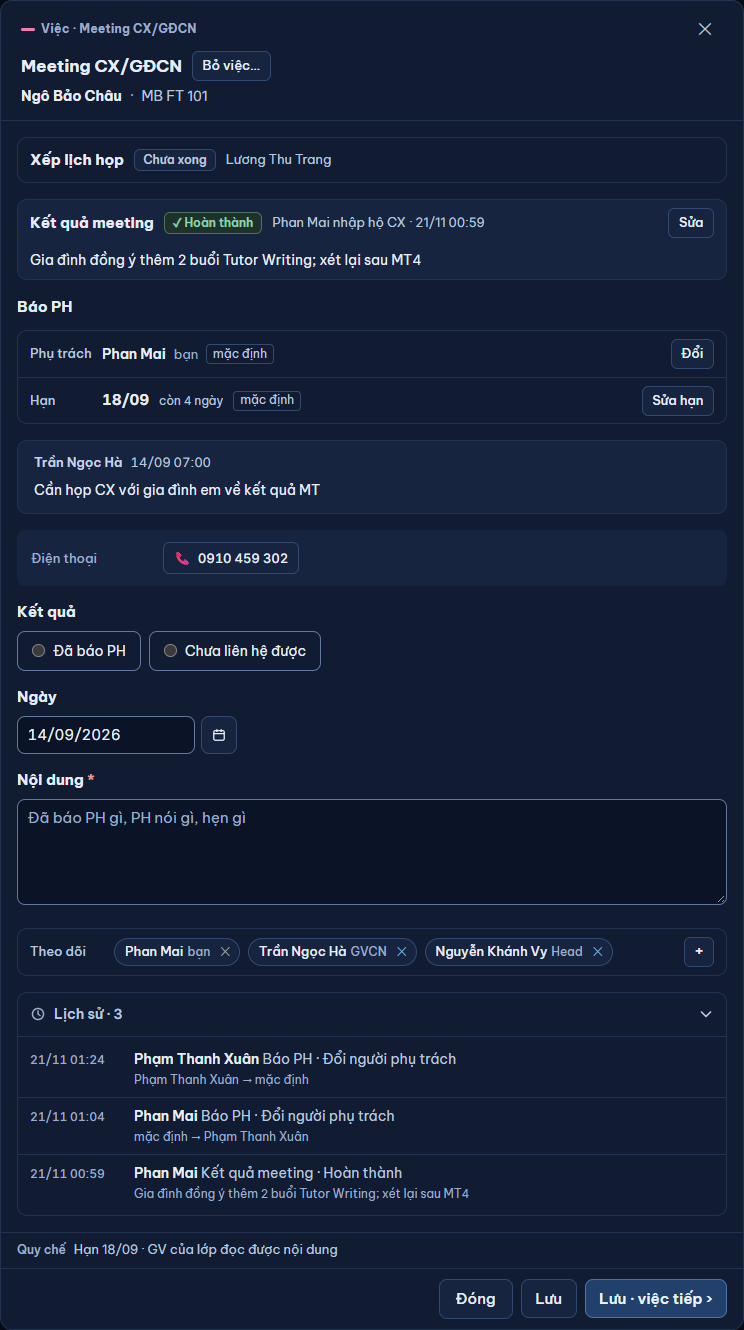 Việc · Meeting CX/GĐCN
Meeting CX/GĐCN Bỏ việc...
Ngô Bảo Châu · MB FT 101
Xếp lịch họp Chưa xong Lương Thu Trang
Kết quả meeting ✓ Hoàn thành Phan Mai nhập hộ CX · 21/11 00:59 Sửa
Gia đình đồng ý thêm 2 buổi Tutor Writing; xét lại sau MT4
Báo PH
Phụ trách Phan Mai bạn mặc định Đổi
Hạn 18/09 còn 4 ngày mặc định Sửa hạn
Trần Ngọc Hà 14/09 07:00
Cần họp CX với gia đình em về kết quả MT
Điện thoại 0910 459 302
Kết quả
Đã báo PH Chưa liên hệ được
Ngày
14/09/2026
Nội dung *
Đã báo PH gì, PH nói gì, hẹn gì
Theo dõi Phan Mai bạn × Trần Ngọc Hà GVCN × Nguyễn Khánh Vy Head × +
Lịch sử · 3
21/11 01:24 Phạm Thanh Xuân Báo PH · Đổi người phụ trách
Phạm Thanh Xuân → mặc định
21/11 01:04 Phan Mai Báo PH · Đổi người phụ trách
mặc định → Phạm Thanh Xuân
21/11 00:59 Phan Mai Kết quả meeting · Hoàn thành
Gia đình đồng ý thêm 2 buổi Tutor Writing; xét lại sau MT4
Quy chế Hạn 18/09 · GV của lớp đọc được nội dung
Đóng Lưu Lưu · việc tiếp ›